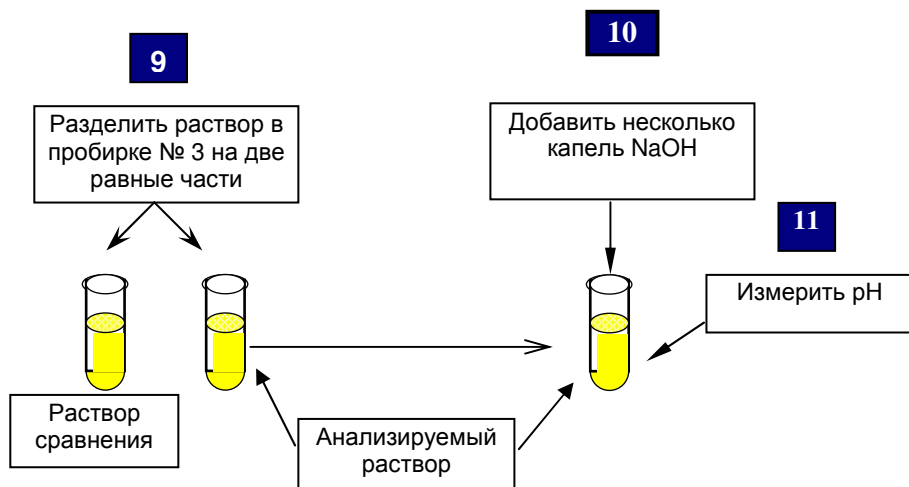 9
Разделить раствор в
пробирке № 3 на две
равные части
10
Добавить несколько
капель NaOH
11
Измерить pH
Раствор
сравнения
Анализируемый
раствор